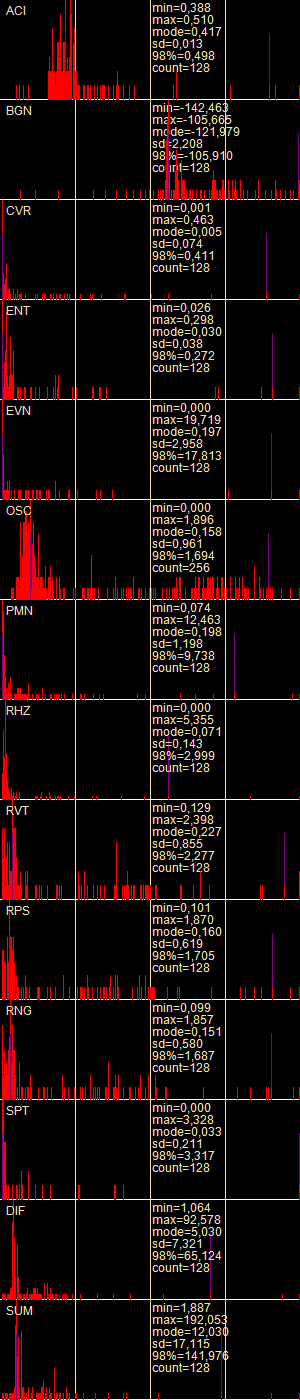 ACI
min=0,388
max=0,510
mode=0,417
sd=0,013
98%=0,498
count=128
BGN
min=-142,463
max=-105,665
mode=-121,979
sd=2,208
98%=-105,910
count=128
CVR
min=0,001
max=0,463
mode=0,005
sd=0,074
98%=0,411
count=128
ENT
min=0,026
max=0,298
mode=0,030
sd=0,038
98%=0,272
count=128
EVN
min=0,000
max=19,719
mode=0,197
sd=2,958
98%=17,813
count=128
OSC
min=0,000
max=1,896
mode=0,158
sd=0,961
98%=1,694
count=256
PMN
min=0,074
max=12,463
mode=0,198
sd=1,198
98%=9,738
count=128
RHZ
min=0,000
max=5,355
mode=0,071
sd=0,143
98%=2,999
count=128
RVT
min=0,129
max=2,398
mode=0,227
sd=0,855
98%=2,277
count=128
RPS
min=0,101
max=1,870
mode=0,160
sd=0,619
98%=1,705
count=128
RNG
min=0,099
max=1,857
mode=0,151
sd=0,580
98%=1,687
count=128
SPT
min=0,000
max=3,328
mode=0,033
sd=0,211
98%=3,317
count=128
DIF
min=1,064
max=92,578
mode=5,030
sd=7,321
98%=65,124
count=128
SUM
min=1,887
max=192,053
mode=12,030
sd=17,115
98%=141,976
count=128